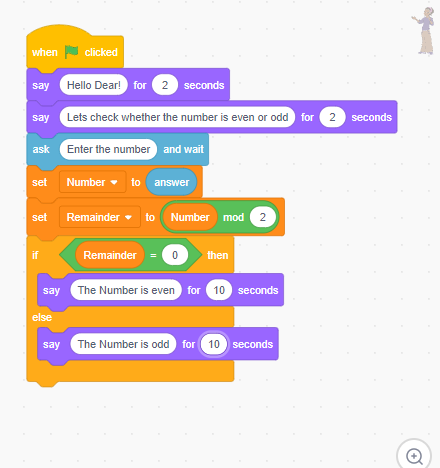 when clicked
say Hello Dear! for 2 seconds
say Lets check whether the number is even or odd for 2 seconds
ask Enter the number and wait
set Number to answer
set Remainder to Number mod 2
if Remainder = 0 then
say The Number is even for 10 seconds
else
say The Number is odd for 10 seconds